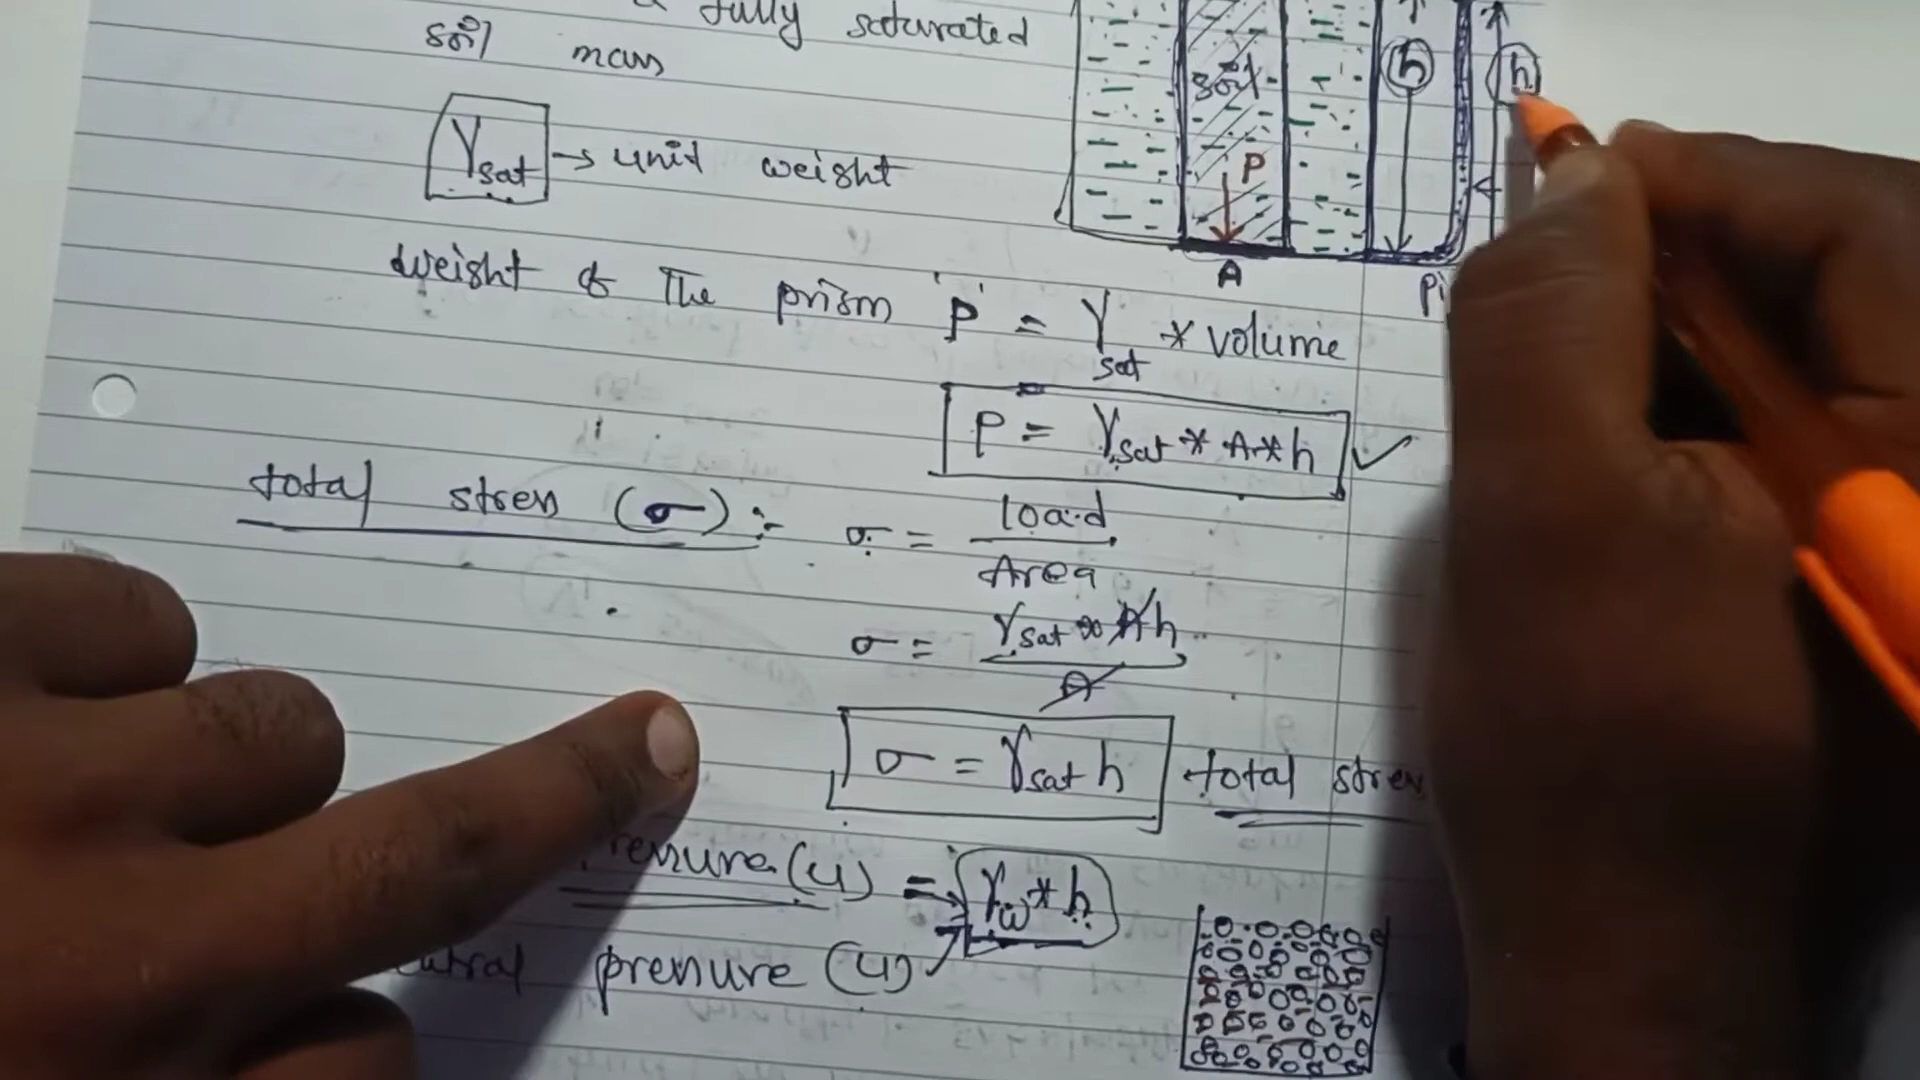 fully saturated
soil mass
γsat → unit weight
weight of The prism 'P' = γsat * volume
P = γsat * A * h ✓
total stress (σ) :- σ = load / Area
σ = γsat * A h / A
σ = γsat h total stress
pressure (u) = γw * h
pressure (u)
soil
P
A
h
h